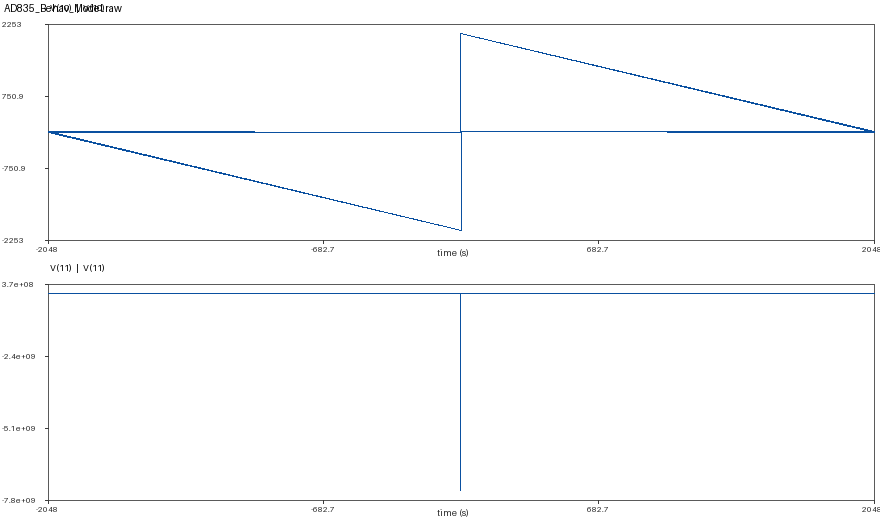 2253
750.9
-750.9
-2253
-2048
-682.7
682.7
2048
time (s)
V(11) | V(11)
3.7e+08
-2.4e+09
-5.1e+09
-7.8e+09
-2048
-682.7
682.7
2048
time (s)